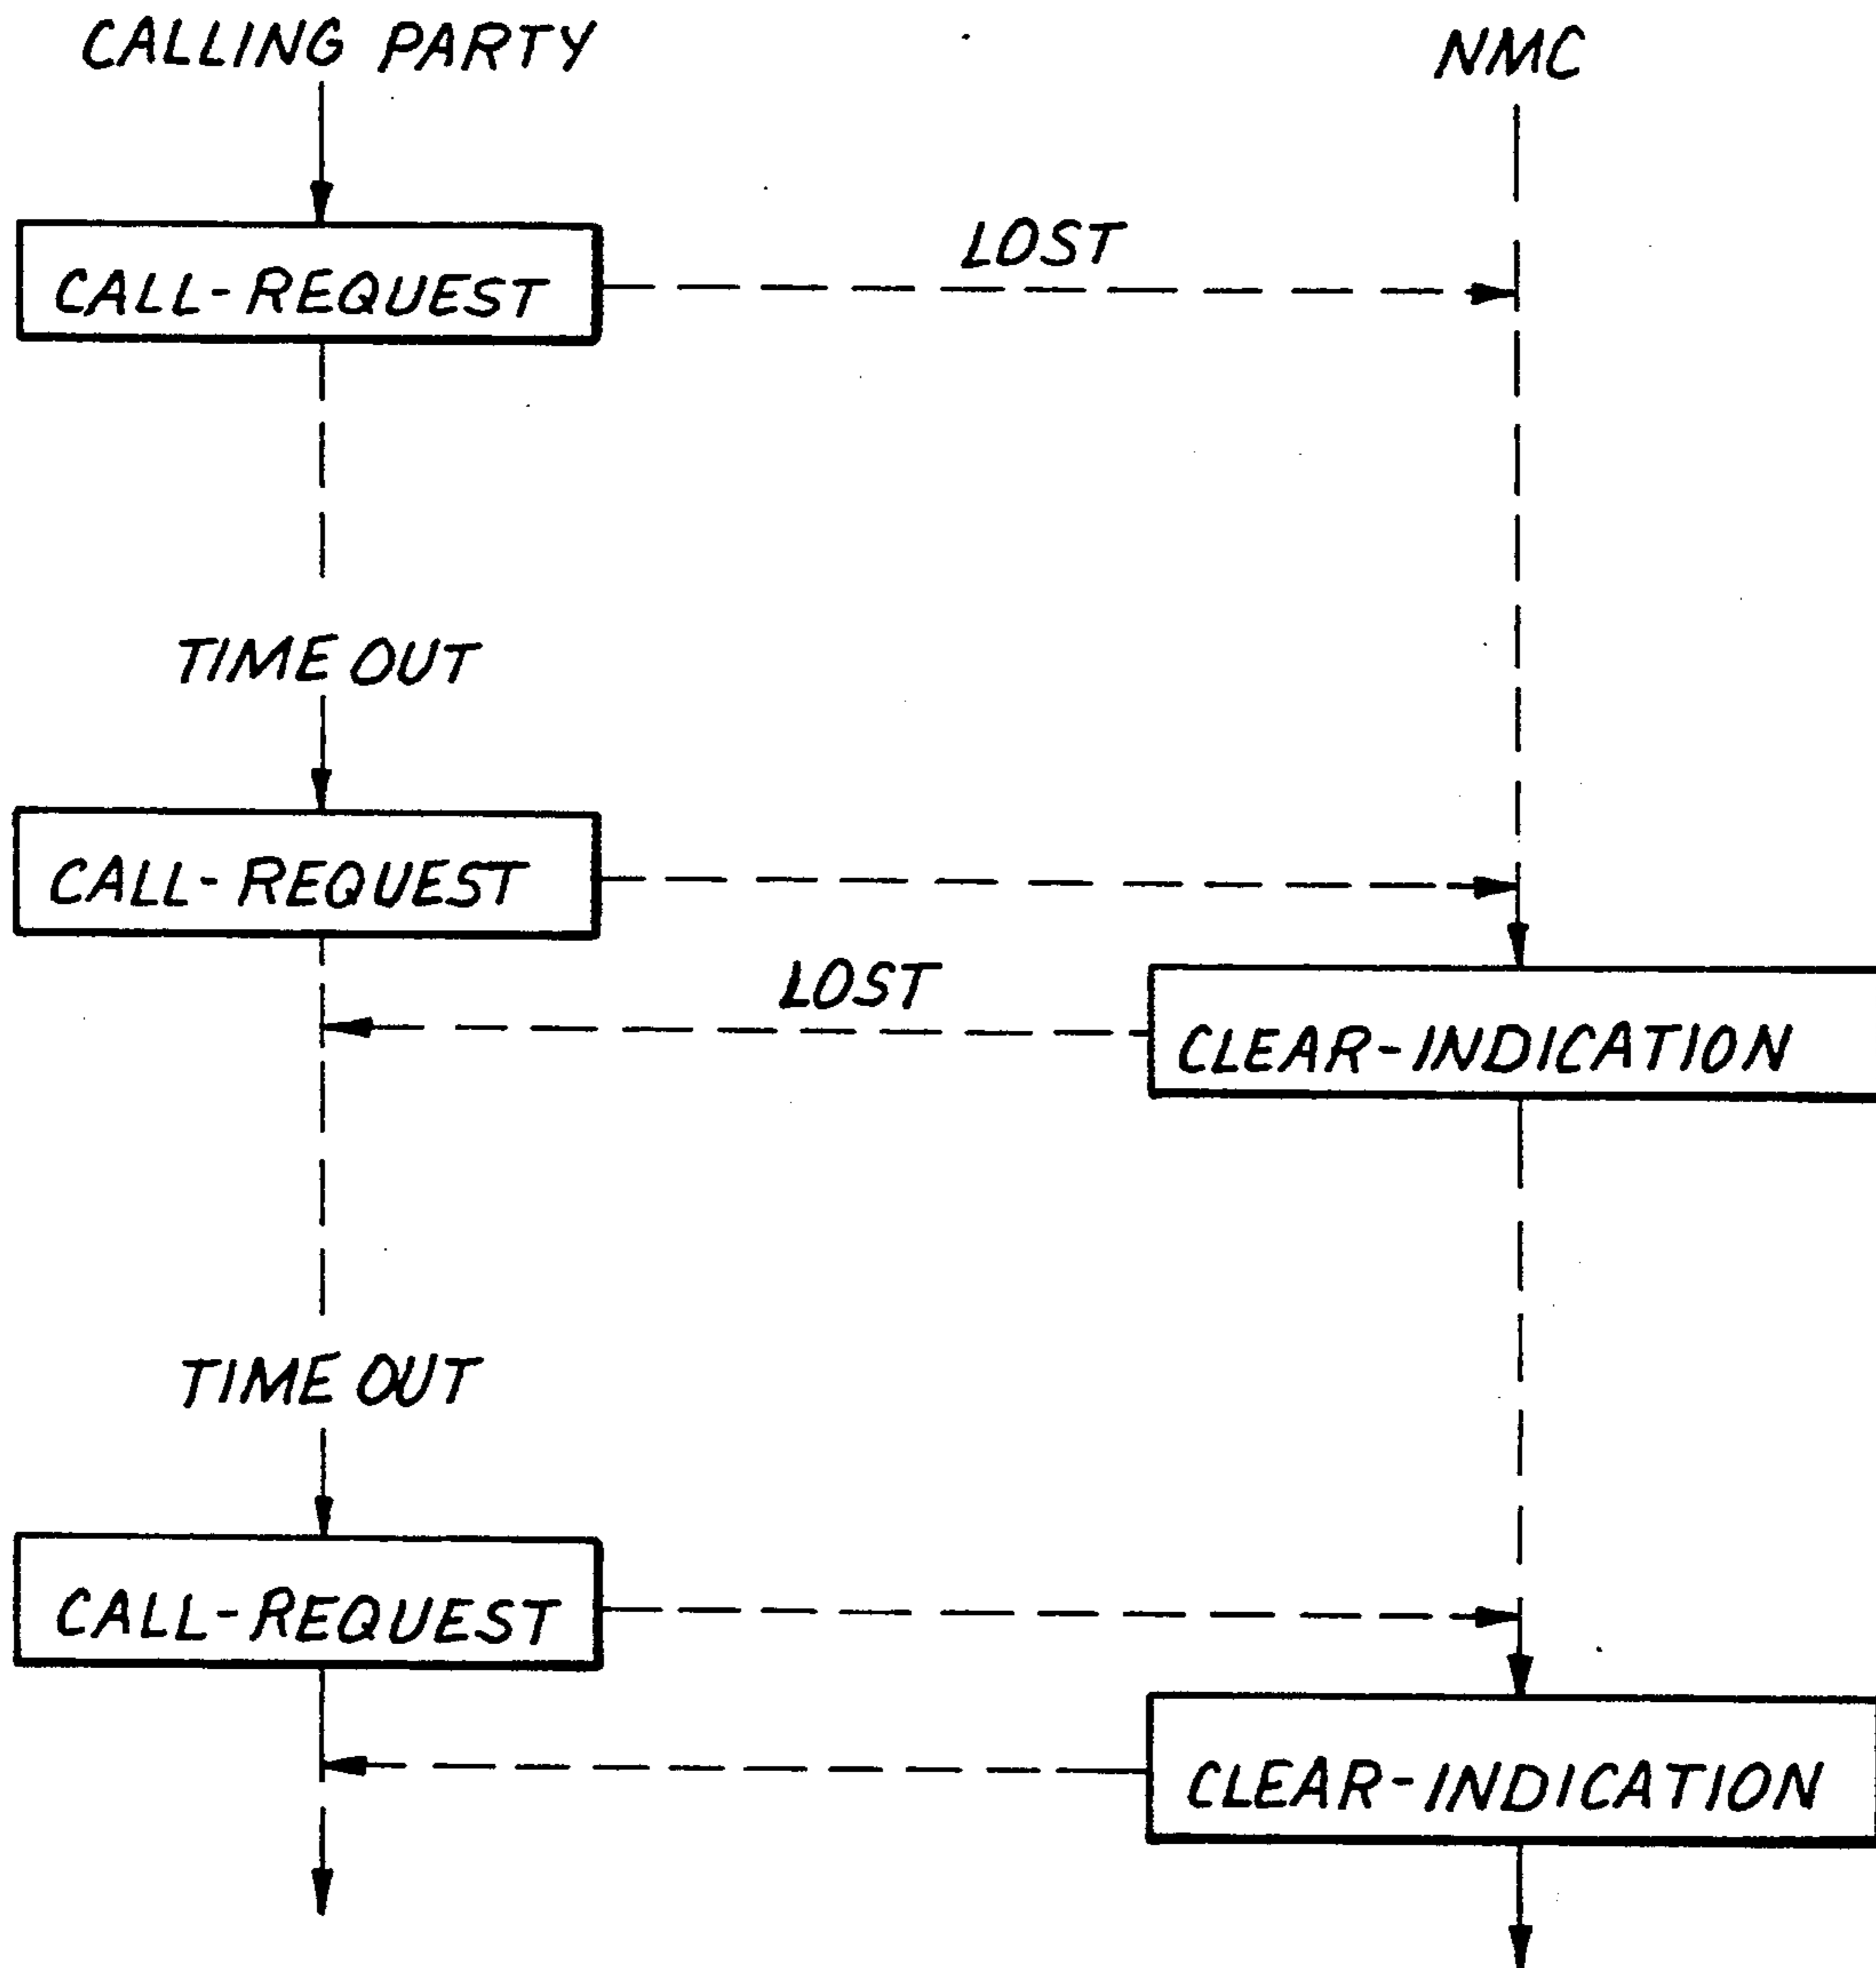 CALLING PARTY
NMC
CALL-REQUEST
LOST
TIME OUT
CALL-REQUEST
LOST
CLEAR-INDICATION
TIME OUT
CALL-REQUEST
CLEAR-INDICATION